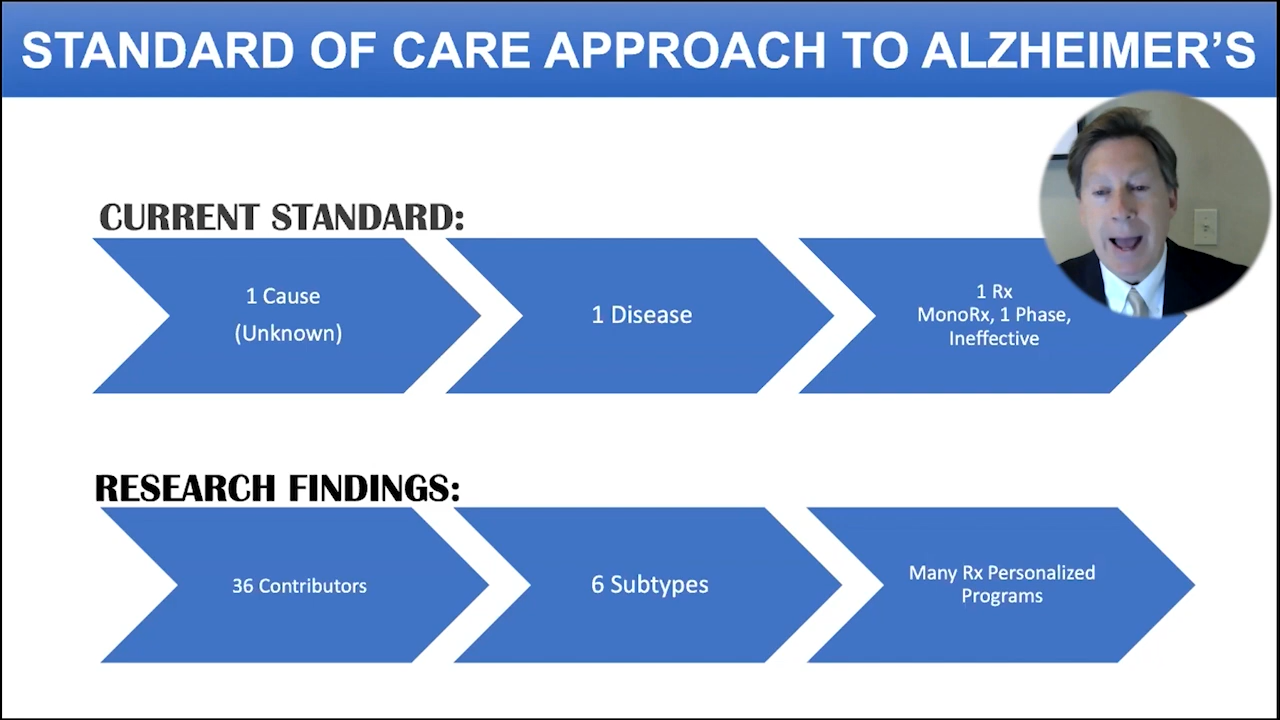 STANDARD OF CARE APPROACH TO ALZHEIMER’S
CURRENT STANDARD:
1 Cause
(Unknown)
1 Disease
1 Rx
MonoRx, 1 Phase,
Ineffective
RESEARCH FINDINGS:
36 Contributors
6 Subtypes
Many Rx Personalized
Programs